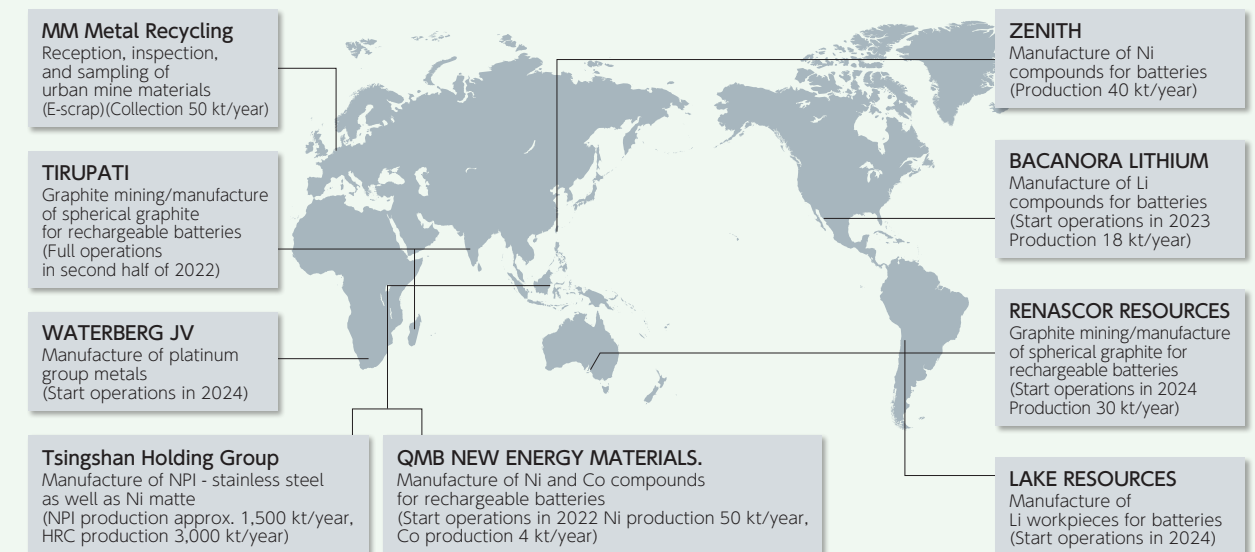 MM Metal Recycling
Reception, inspection,
and sampling of
urban mine materials
(E-scrap)(Collection 50 kt/year)
TIRUPATI
Graphite mining/manufacture
of spherical graphite
for rechargeable batteries
(Full operations
in second half of 2022)
WATERBERG JV
Manufacture of platinum
group metals
(Start operations in 2024)
Tsingshan Holding Group
Manufacture of NPI - stainless steel
as well as Ni matte
(NPI production approx. 1,500 kt/year,
HRC production 3,000 kt/year)
QMB NEW ENERGY MATERIALS.
Manufacture of Ni and Co compounds
for rechargeable batteries
(Start operations in 2022 Ni production 50 kt/year,
Co production 4 kt/year)
ZENITH
Manufacture of Ni
compounds for batteries
(Production 40 kt/year)
BACANORA LITHIUM
Manufacture of Li
compounds for batteries
(Start operations in 2023
Production 18 kt/year)
RENASCOR RESOURCES
Graphite mining/manufacture
of spherical graphite for
rechargeable batteries
(Start operations in 2024
Production 30 kt/year)
LAKE RESOURCES
Manufacture of
Li workpieces for batteries
(Start operations in 2024)